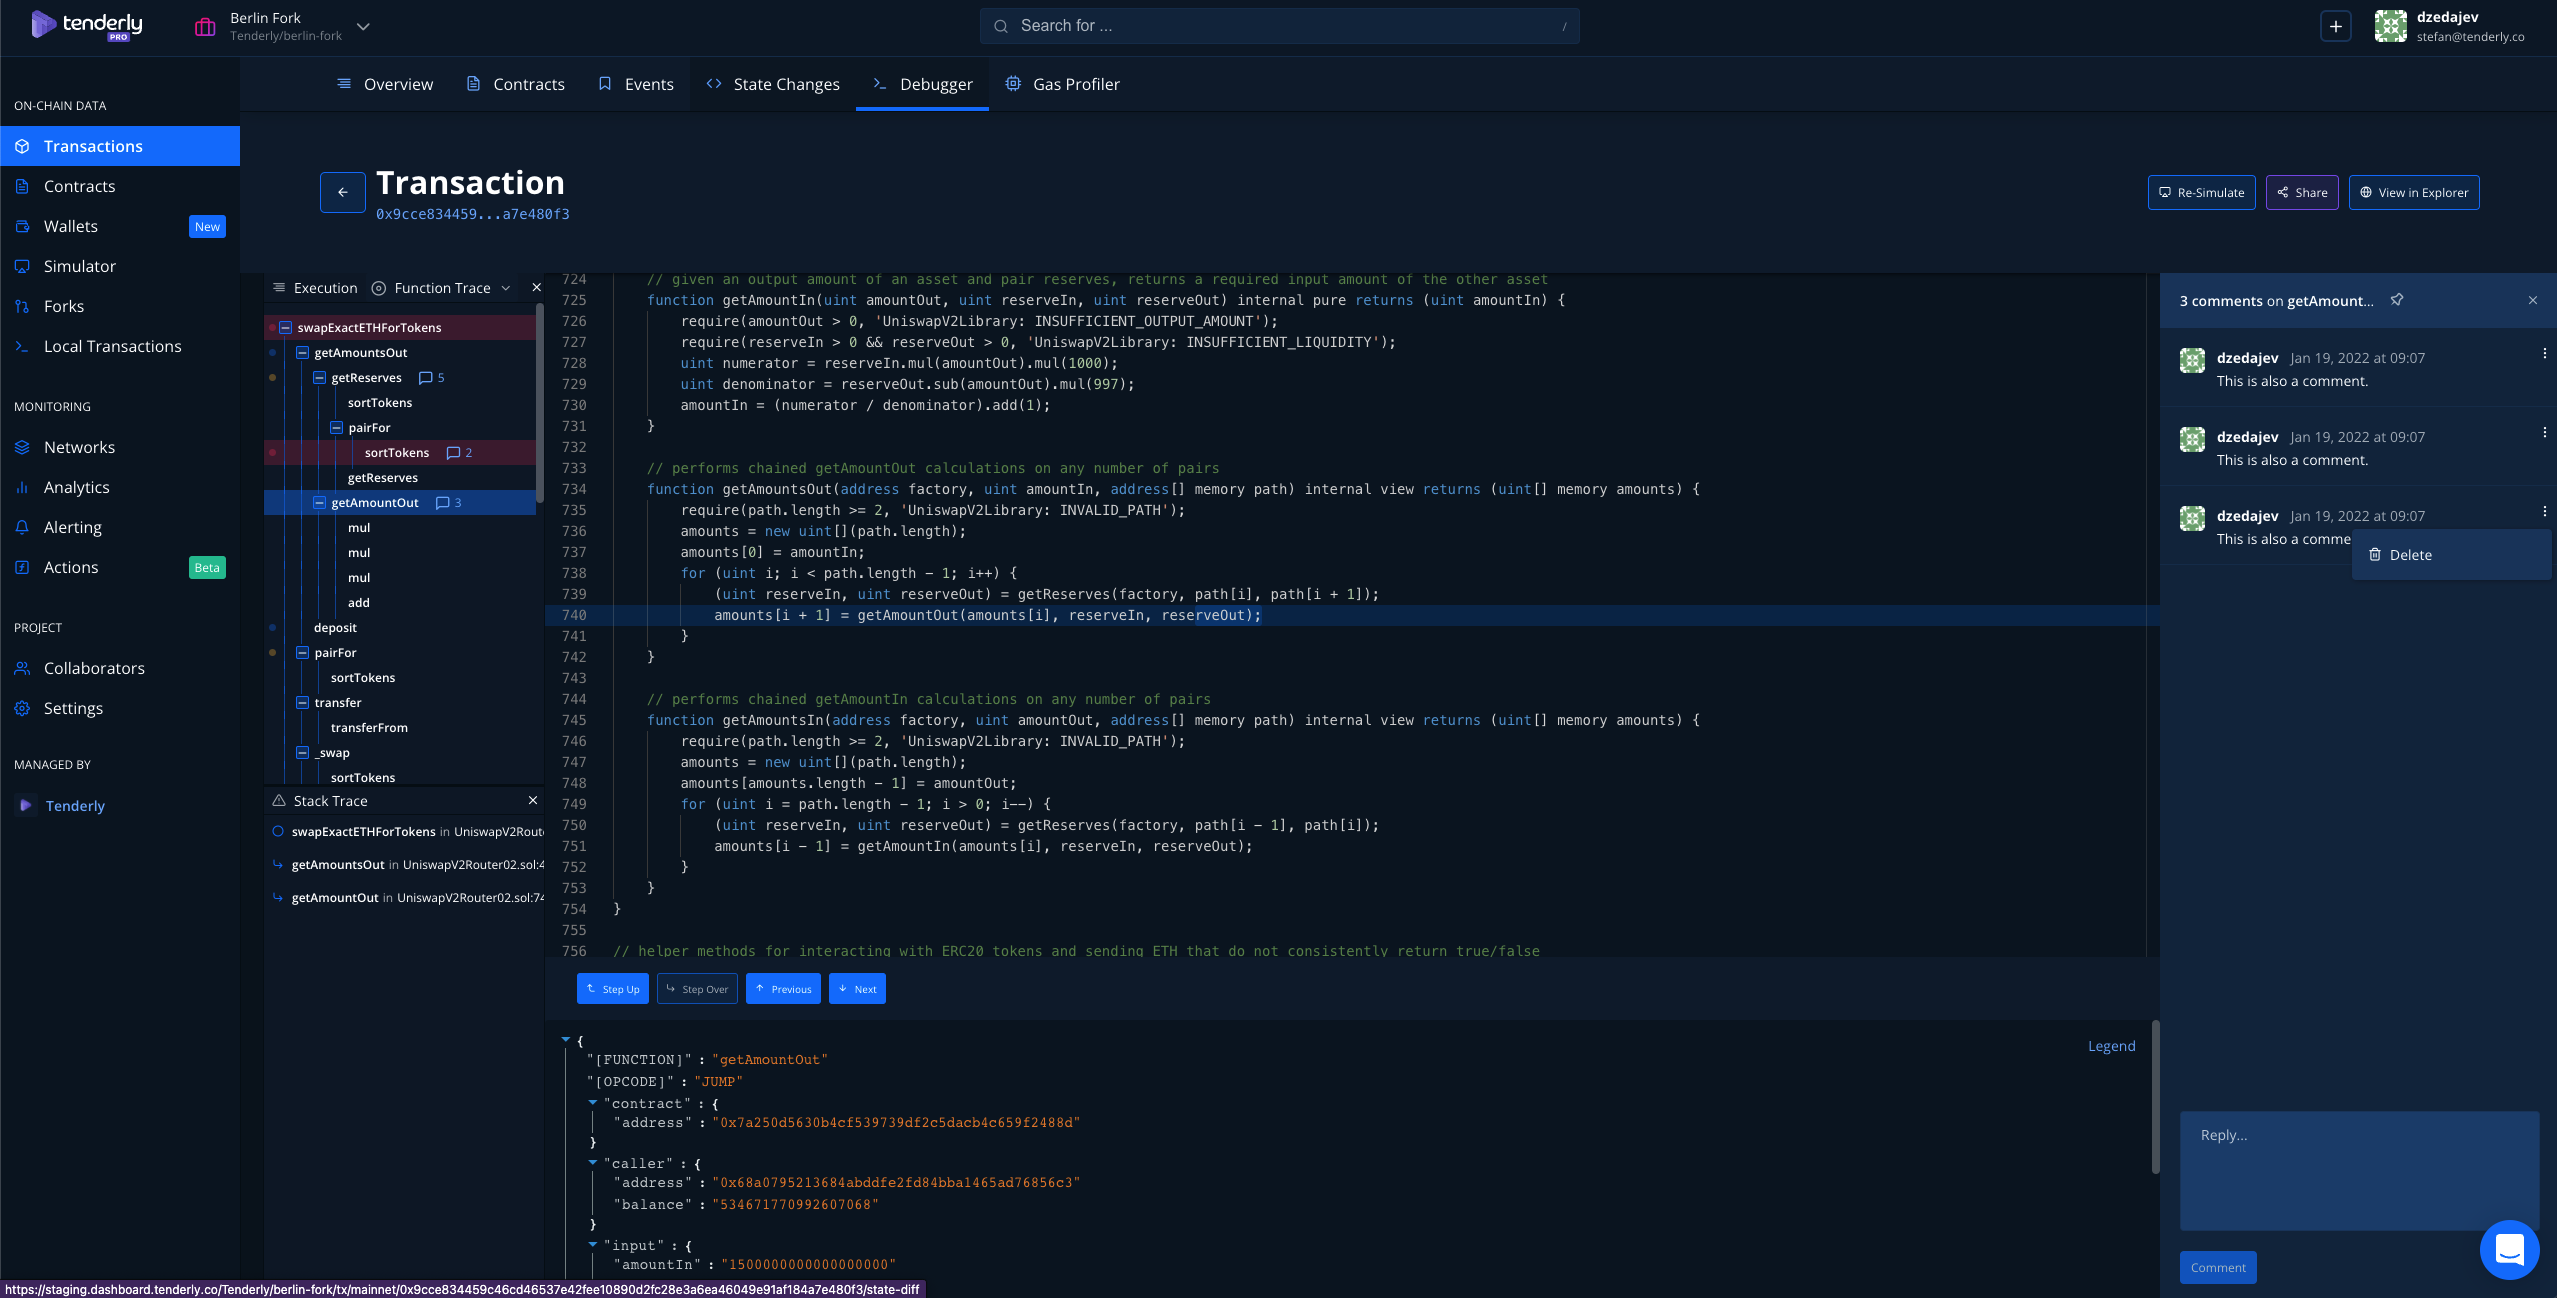 tenderly
PRO
Berlin Fork
Tenderly/berlin-fork
Search for ...
/
dzedajev
stefan@tenderly.co
Overview
Contracts
Events
State Changes
Debugger
Gas Profiler
ON-CHAIN DATA
Transactions
Contracts
Wallets
New
Simulator
Forks
Local Transactions
MONITORING
Networks
Analytics
Alerting
Actions
Beta
PROJECT
Collaborators
Settings
MANAGED BY
Tenderly
Transaction
0x9cce834459...a7e480f3
Re-Simulate
Share
View in Explorer
Execution
Function Trace
swapExactETHForTokens
getAmountsOut
getReserves 5
sortTokens
pairFor
sortTokens 2
getReserves
getAmountOut 3
mul
mul
mul
add
deposit
pairFor
sortTokens
transfer
transferFrom
_swap
sortTokens
Stack Trace
swapExactETHForTokens in UniswapV2Route
getAmountsOut in UniswapV2Router02.sol:4
getAmountOut in UniswapV2Router02.sol:74
724 // given an output amount of an asset and pair reserves, returns a required input amount of the other asset
725 function getAmountIn(uint amountOut, uint reserveIn, uint reserveOut) internal pure returns (uint amountIn) {
726 require(amountOut > 0, 'UniswapV2Library: INSUFFICIENT_OUTPUT_AMOUNT');
727 require(reserveIn > 0 && reserveOut > 0, 'UniswapV2Library: INSUFFICIENT_LIQUIDITY');
728 uint numerator = reserveIn.mul(amountOut).mul(1000);
729 uint denominator = reserveOut.sub(amountOut).mul(997);
730 amountIn = (numerator / denominator).add(1);
731 }
732
733 // performs chained getAmountOut calculations on any number of pairs
734 function getAmountsOut(address factory, uint amountIn, address[] memory path) internal view returns (uint[] memory amounts) {
735 require(path.length >= 2, 'UniswapV2Library: INVALID_PATH');
736 amounts = new uint[](path.length);
737 amounts[0] = amountIn;
738 for (uint i; i < path.length - 1; i++) {
739 (uint reserveIn, uint reserveOut) = getReserves(factory, path[i], path[i + 1]);
740 amounts[i + 1] = getAmountOut(amounts[i], reserveIn, reserveOut);
741 }
742 }
743
744 // performs chained getAmountIn calculations on any number of pairs
745 function getAmountsIn(address factory, uint amountOut, address[] memory path) internal view returns (uint[] memory amounts) {
746 require(path.length >= 2, 'UniswapV2Library: INVALID_PATH');
747 amounts = new uint[](path.length);
748 amounts[amounts.length - 1] = amountOut;
749 for (uint i = path.length - 1; i > 0; i--) {
750 (uint reserveIn, uint reserveOut) = getReserves(factory, path[i - 1], path[i]);
751 amounts[i - 1] = getAmountIn(amounts[i], reserveIn, reserveOut);
752 }
753 }
754 }
755
756 // helper methods for interacting with ERC20 tokens and sending ETH that do not consistently return true/false
Step Up
Step Over
Previous
Next
Legend
{
"[FUNCTION]" : "getAmountOut"
"[OPCODE]" : "JUMP"
"contract" : {
"address" : "0x7a250d5630b4cf539739df2c5dacb4c659f2488d"
}
"caller" : {
"address" : "0x68a0795213684abddfe2fd84bba1465ad76856c3"
"balance" : "534671770992607068"
}
"input" : {
"amountIn" : "1500000000000000000"
3 comments on getAmount...
dzedajev Jan 19, 2022 at 09:07
This is also a comment.
dzedajev Jan 19, 2022 at 09:07
This is also a comment.
dzedajev Jan 19, 2022 at 09:07
This is also a comme
Delete
Reply...
Comment
https://staging.dashboard.tenderly.co/Tenderly/berlin-fork/tx/mainnet/0x9cce834459c46cd46537e42fee10890d2fc28e3a6ea46049e91af184a7e480f3/state-diff